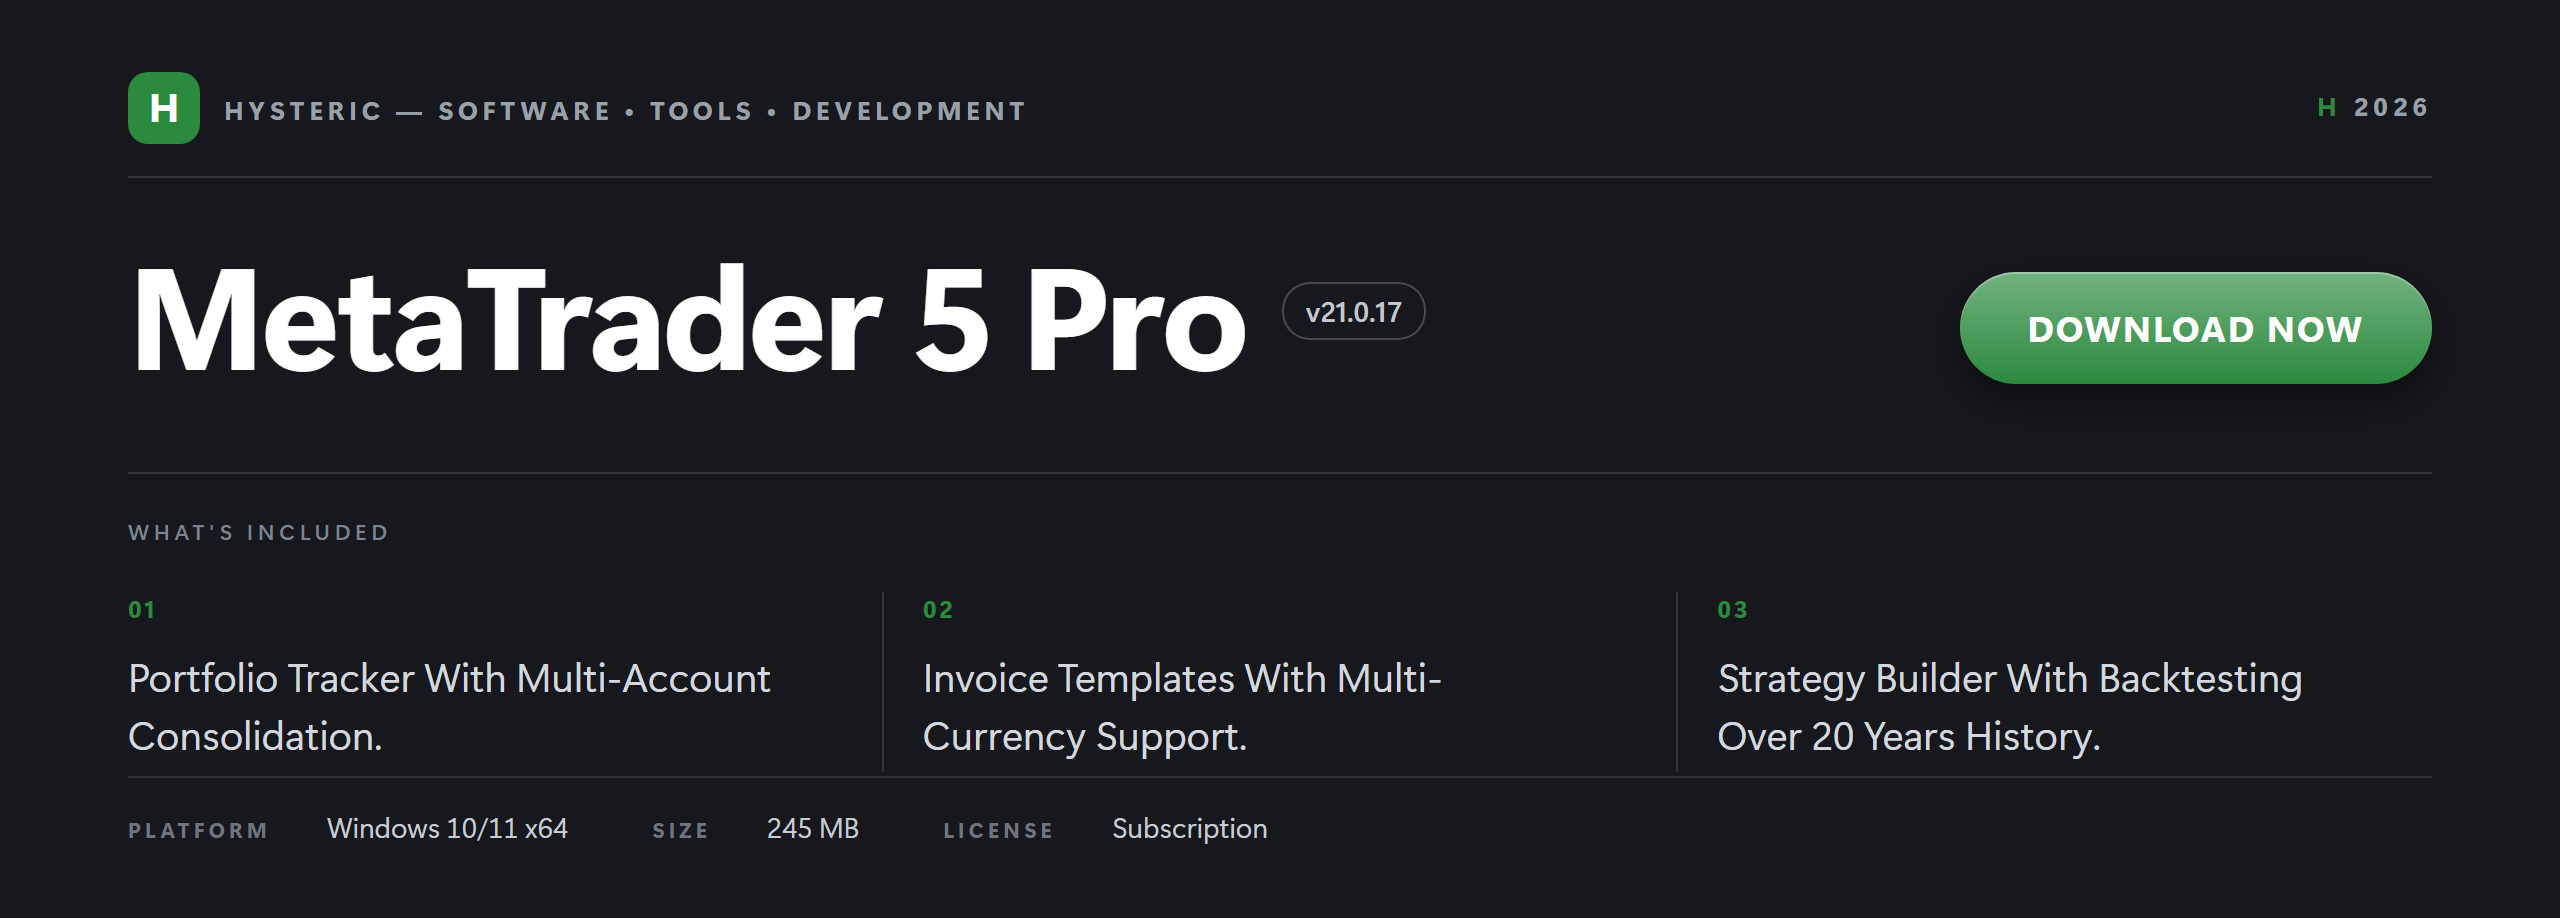 H HYSTERIC — SOFTWARE • TOOLS • DEVELOPMENT
H 2026
MetaTrader 5 Pro
v21.0.17
DOWNLOAD NOW
WHAT'S INCLUDED
01
Portfolio Tracker With Multi-Account
Consolidation.
02
Invoice Templates With Multi-
Currency Support.
03
Strategy Builder With Backtesting
Over 20 Years History.
PLATFORM Windows 10/11 x64 SIZE 245 MB LICENSE Subscription